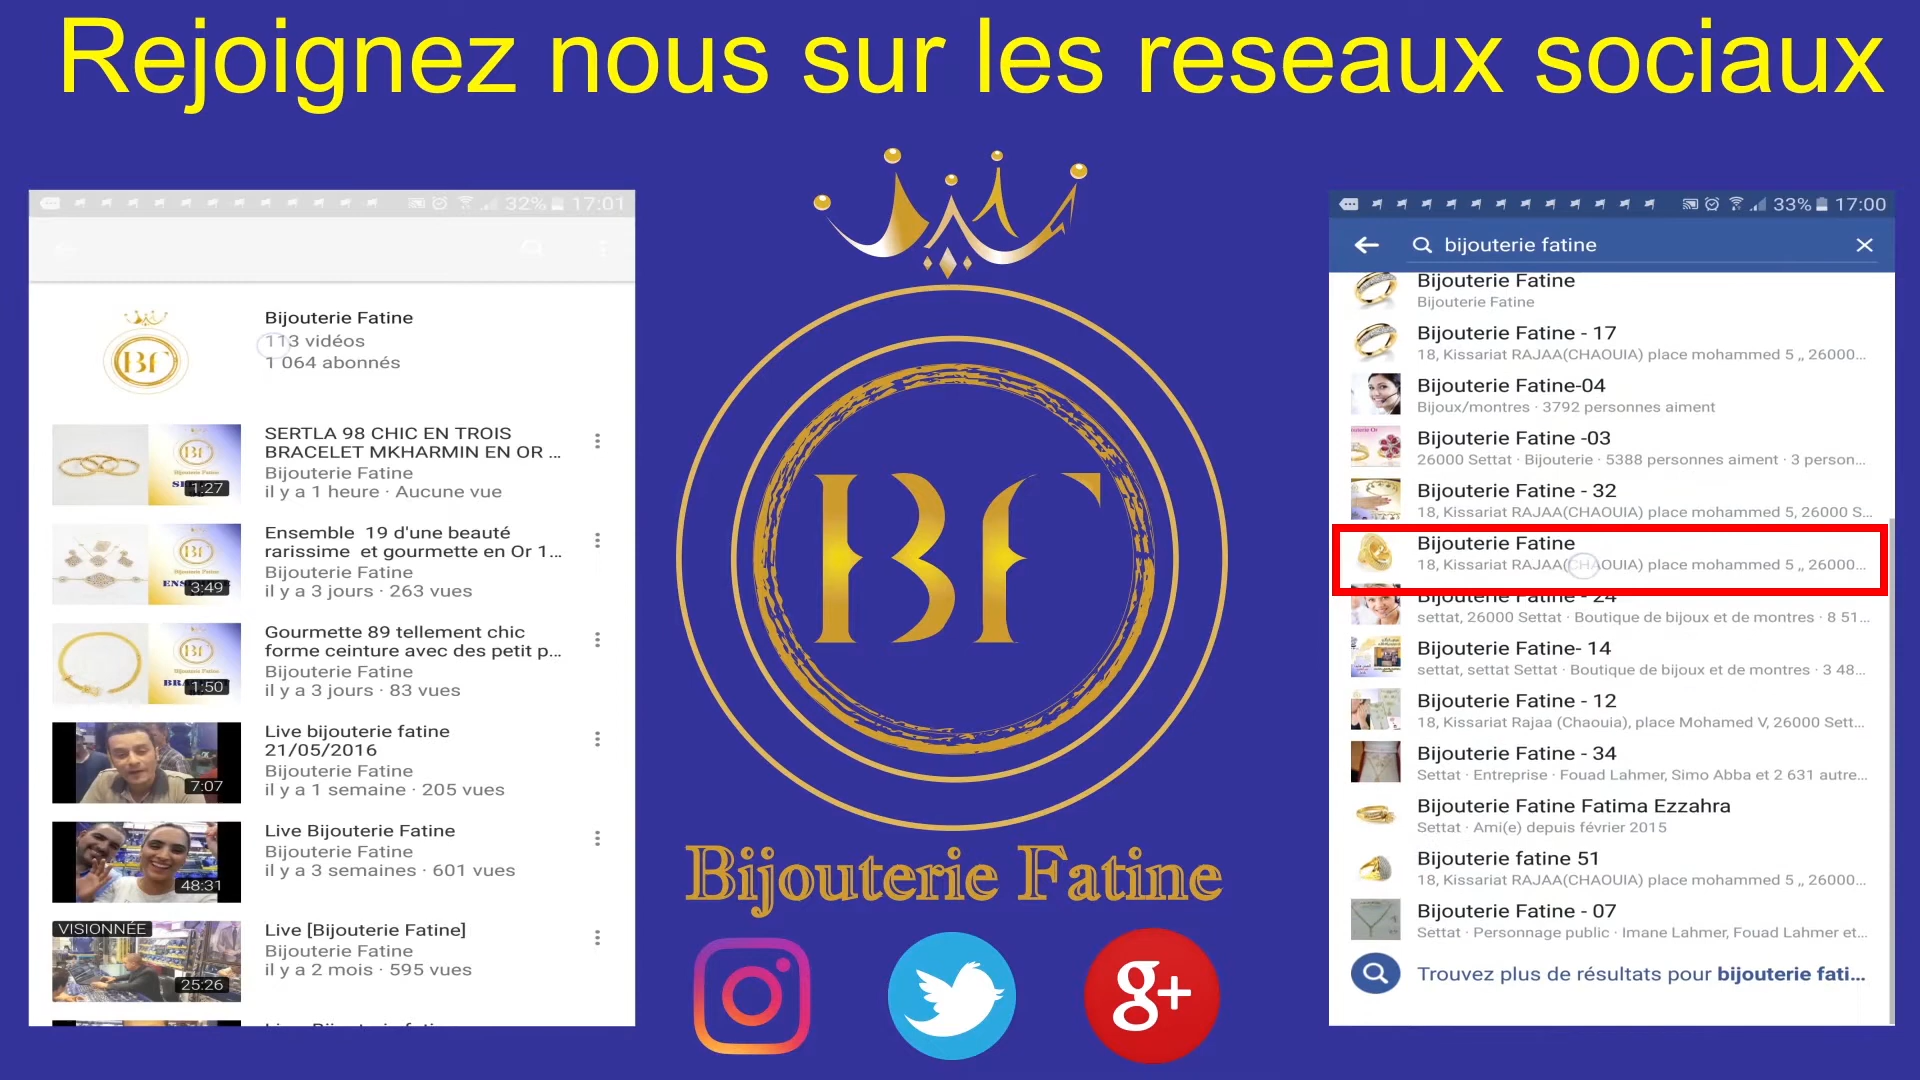 Rejoignez nous sur les reseaux sociaux
32% 17:01
Bijouterie Fatine
113 vidéos
1 064 abonnés
BF
SERTLA 98 CHIC EN TROIS
BRACELET MKHARMIN EN OR ...
Bijouterie Fatine
il y a 1 heure · Aucune vue
1:27
Ensemble 19 d'une beauté
rarissime et gourmette en Or 1...
Bijouterie Fatine
il y a 3 jours · 263 vues
3:49
Gourmette 89 tellement chic
forme ceinture avec des petit p...
Bijouterie Fatine
il y a 3 jours · 83 vues
1:50
Live bijouterie fatine
21/05/2016
Bijouterie Fatine
il y a 1 semaine · 205 vues
7:07
Live Bijouterie Fatine
Bijouterie Fatine
il y a 3 semaines · 601 vues
48:31
VISIONNÉE
Live [Bijouterie Fatine]
Bijouterie Fatine
il y a 2 mois · 595 vues
25:26
BF
Bijouterie Fatine
g+
33% 17:00
bijouterie fatine
Bijouterie Fatine
Bijouterie Fatine
Bijouterie Fatine - 17
18, Kissariat RAJAA(CHAOUIA) place mohammed 5 ,, 26000...
Bijouterie Fatine-04
Bijoux/montres · 3792 personnes aiment
Bijouterie Fatine -03
26000 Settat · Bijouterie · 5388 personnes aiment · 3 person...
Bijouterie Fatine - 32
18, Kissariat RAJAA(CHAOUIA) place mohammed 5, 26000 S...
Bijouterie Fatine
18, Kissariat RAJAA(CHAOUIA) place mohammed 5 ,, 26000...
Bijouterie Fatine - 24
settat, 26000 Settat · Boutique de bijoux et de montres · 8 51...
Bijouterie Fatine- 14
settat, settat Settat · Boutique de bijoux et de montres · 3 48...
Bijouterie Fatine - 12
18, Kissariat Rajaa (Chaouia), place Mohamed V, 26000 Sett...
Bijouterie Fatine - 34
Settat · Entreprise · Fouad Lahmer, Simo Abba et 2 631 autre...
Bijouterie Fatine Fatima Ezzahra
Settat · Ami(e) depuis février 2015
Bijouterie fatine 51
18, Kissariat RAJAA(CHAOUIA) place mohammed 5 ,, 26000...
Bijouterie Fatine - 07
Settat · Personnage public · Imane Lahmer, Fouad Lahmer et...
Trouvez plus de résultats pour bijouterie fati...